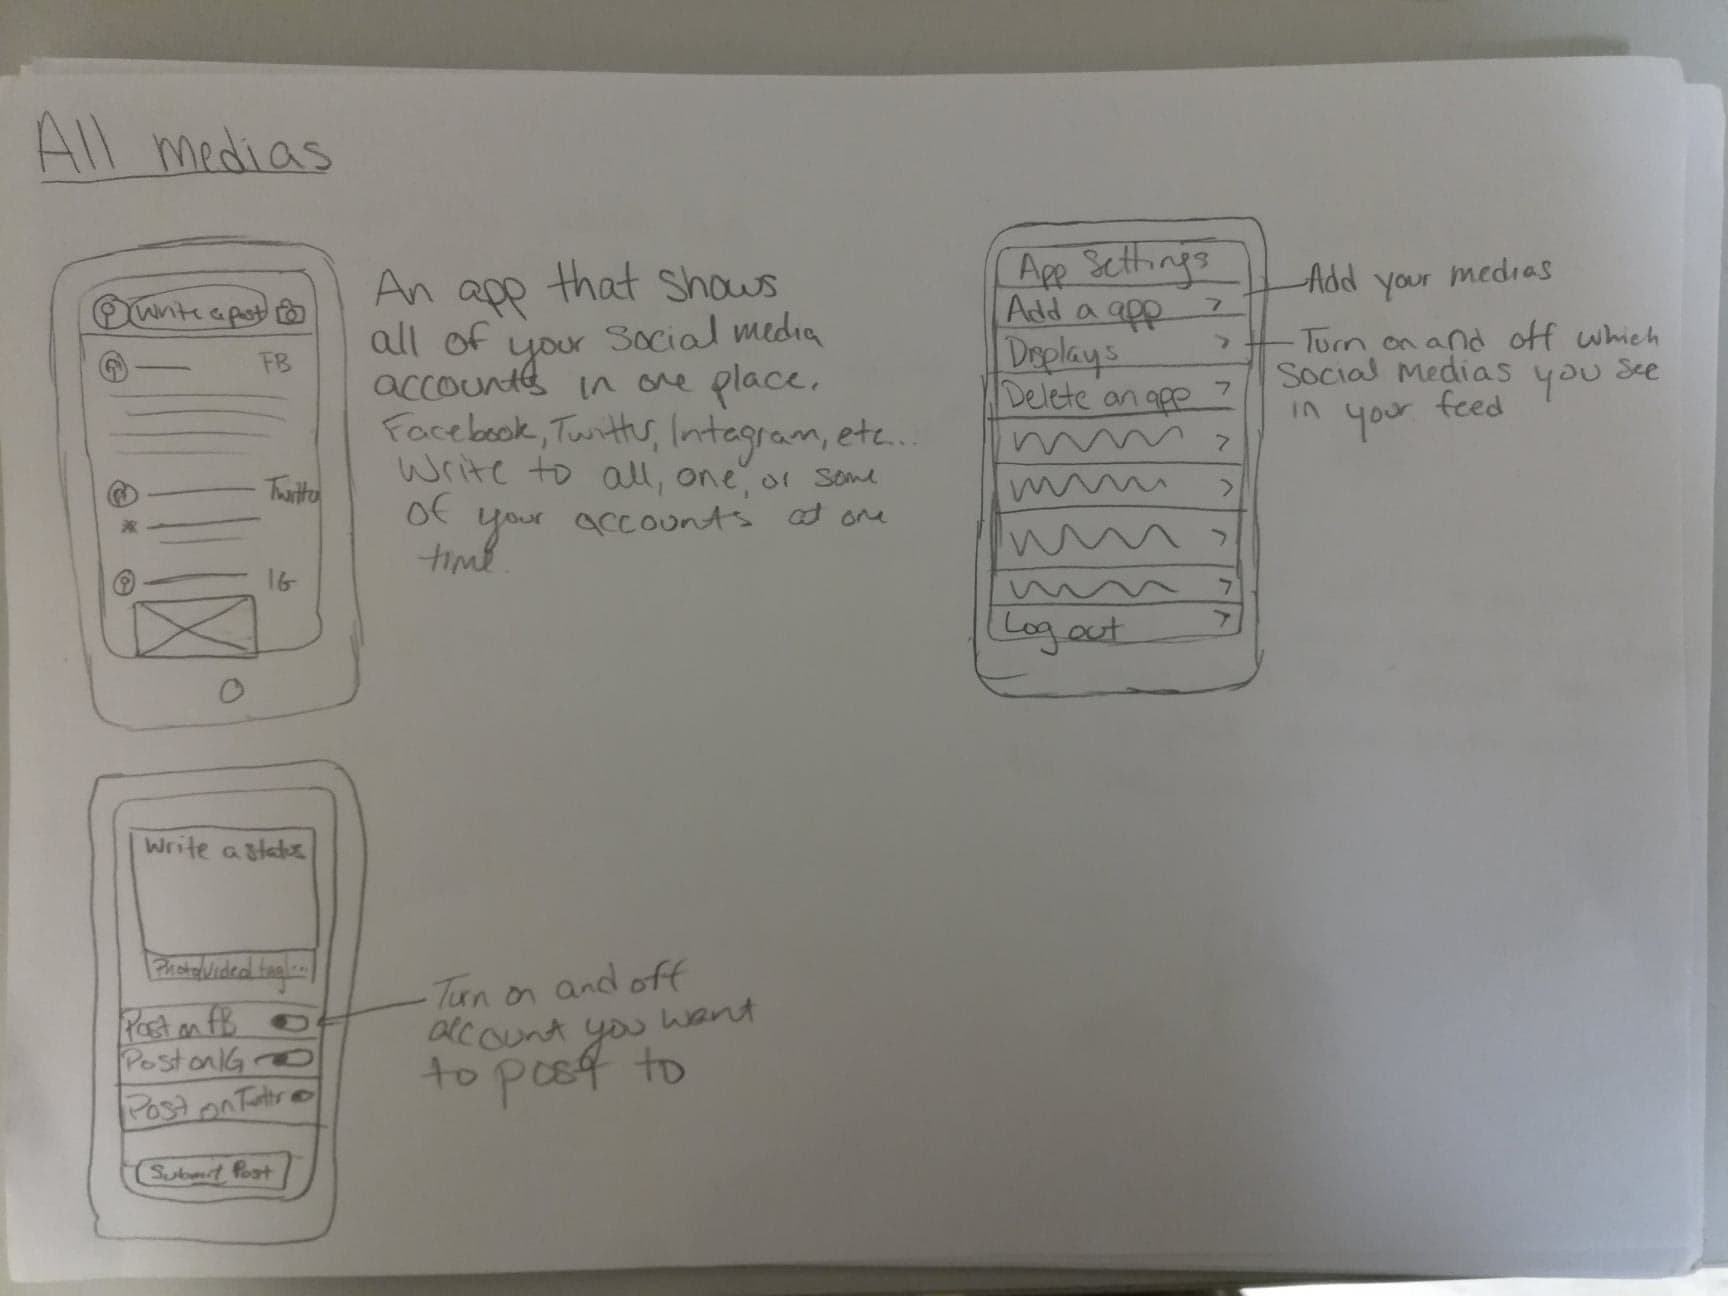 All medias
Write a post
FB
Twitter
IG
An app that shows
all of your social media
accounts in one place.
Facebook, Twitter, Intagram, etc...
Write to all, one, or some
of your accounts at one
time.
App Settings
Add a app >
Displays >
Delete an app >
>
>
>
>
Log out >
Add your medias
Turn on and off which
social medias you see
in your feed
Write a status
Photo/video/ tag/...
Post on FB
Post on IG
Post on Twitter
Submit Post
Turn on and off
account you want
to post to